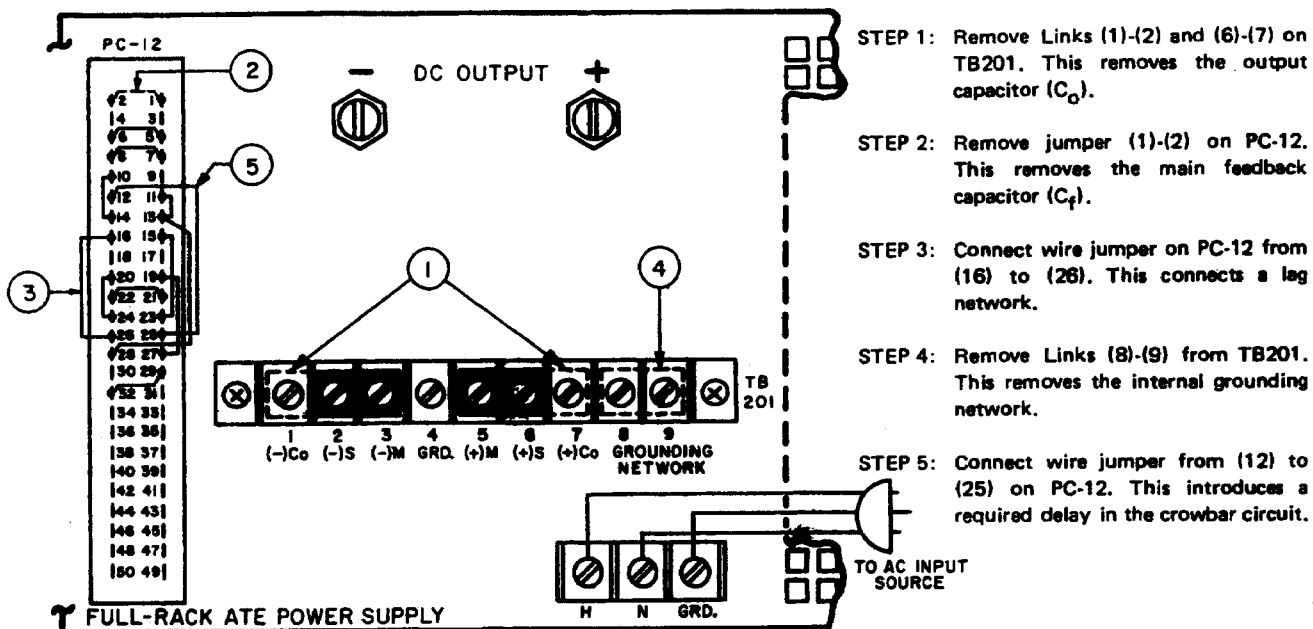 PC-12
2 1
4 3
6 5
8 7
10 9
12 11
14 13
16 15
18 17
20 19
22 21
24 23
26 25
28 27
30 29
32 31
34 33
36 35
38 37
40 39
42 41
44 43
46 45
48 47
50 49
2
5
3
− DC OUTPUT +
1
4
TB
201
1 2 3 4 5 6 7 8 9
(-)Co (-)S (-)M GRD. (+)M (+)S (+)Co GROUNDING
NETWORK
H N GRD.
TO AC INPUT
SOURCE
FULL-RACK ATE POWER SUPPLY
STEP 1: Remove Links (1)-(2) and (6)-(7) on
TB201. This removes the output
capacitor (Co).
STEP 2: Remove jumper (1)-(2) on PC-12.
This removes the main feedback
capacitor (Cf).
STEP 3: Connect wire jumper on PC-12 from
(16) to (26). This connects a lag
network.
STEP 4: Remove Links (8)-(9) from TB201.
This removes the internal grounding
network.
STEP 5: Connect wire jumper from (12) to
(25) on PC-12. This introduces a
required delay in the crowbar circuit.